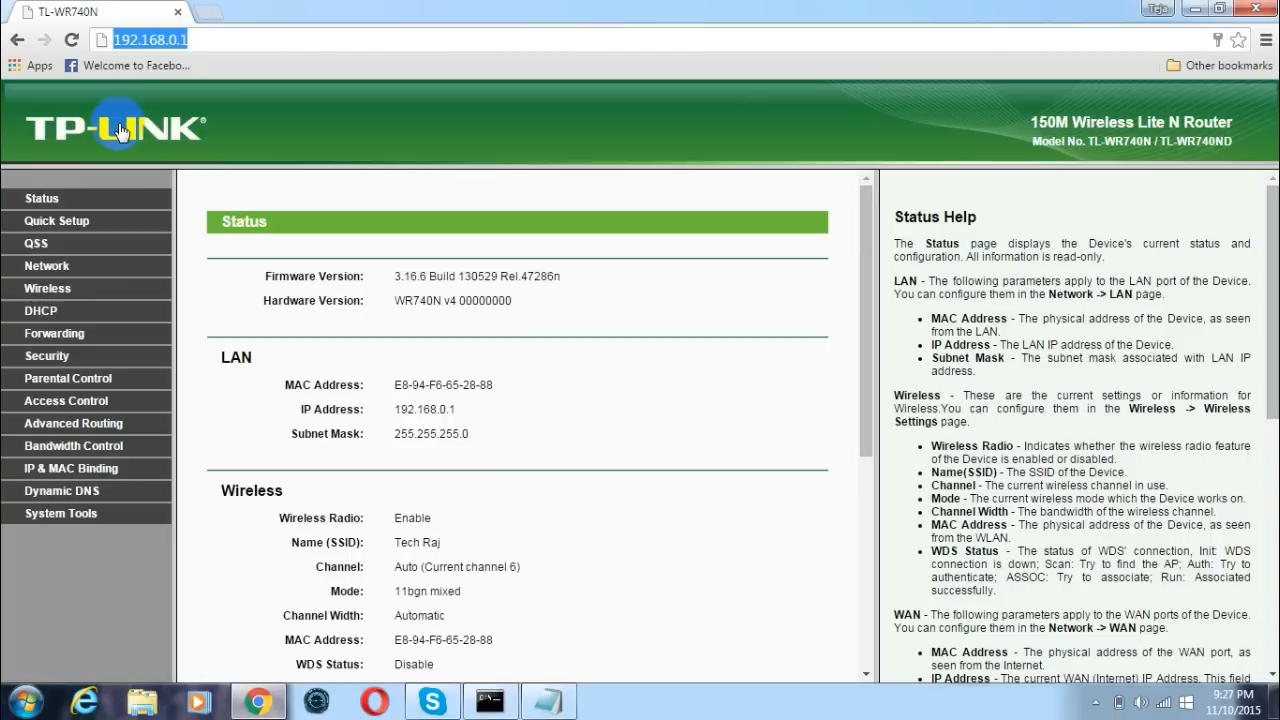 TL-WR740N
Teja
192.168.0.1
Apps
Welcome to Facebo...
Other bookmarks
TP-LINK®
150M Wireless Lite N Router
Model No. TL-WR740N / TL-WR740ND
Status
Quick Setup
QSS
Network
Wireless
DHCP
Forwarding
Security
Parental Control
Access Control
Advanced Routing
Bandwidth Control
IP & MAC Binding
Dynamic DNS
System Tools
Status
Firmware Version: 3.16.6 Build 130529 Rel.47286n
Hardware Version: WR740N v4 00000000
LAN
MAC Address: E8-94-F6-65-28-88
IP Address: 192.168.0.1
Subnet Mask: 255.255.255.0
Wireless
Wireless Radio: Enable
Name (SSID): Tech Raj
Channel: Auto (Current channel 6)
Mode: 11bgn mixed
Channel Width: Automatic
MAC Address: E8-94-F6-65-28-88
WDS Status: Disable
Status Help
The Status page displays the Device's current status and
configuration. All information is read-only.
LAN - The following parameters apply to the LAN port of the Device.
You can configure them in the Network -> LAN page.
• MAC Address - The physical address of the Device, as seen
from the LAN.
• IP Address - The LAN IP address of the Device.
• Subnet Mask - The subnet mask associated with LAN IP
address.
Wireless - These are the current settings or information for
Wireless.You can configure them in the Wireless -> Wireless
Settings page.
• Wireless Radio - Indicates whether the wireless radio feature
of the Device is enabled or disabled.
• Name(SSID) - The SSID of the Device.
• Channel - The current wireless channel in use.
• Mode - The current wireless mode which the Device works on.
• Channel Width - The bandwidth of the wireless channel.
• MAC Address - The physical address of the Device, as seen
from the WLAN.
• WDS Status - The status of WDS' connection, Init: WDS
connection is down; Scan: Try to find the AP; Auth: Try to
authenticate; ASSOC: Try to associate; Run: Associated
successfully.
WAN - The following parameters apply to the WAN ports of the Device.
You can configure them in the Network -> WAN page.
• MAC Address - The physical address of the WAN port, as
seen from the Internet.
• IP Address - The current WAN (Internet) IP Address. This field
9:27 PM
11/10/2015